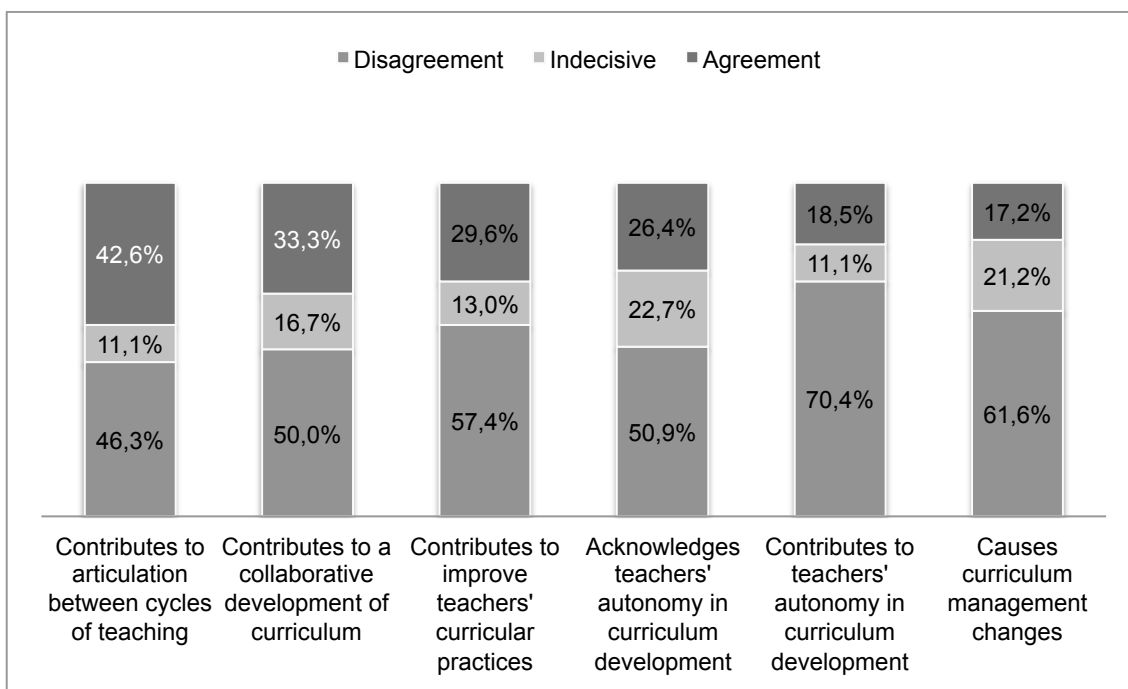 Disagreement Indecisive Agreement
42,6% 33,3% 29,6% 26,4% 18,5% 17,2%
11,1% 16,7% 13,0% 22,7% 11,1% 21,2%
46,3% 50,0% 57,4% 50,9% 70,4% 61,6%
Contributes to
articulation
between cycles
of teaching
Contributes to a
collaborative
development of
curriculum
Contributes to
improve
teachers'
curricular
practices
Acknowledges
teachers'
autonomy in
curriculum
development
Contributes to
teachers'
autonomy in
curriculum
development
Causes
curriculum
management
changes